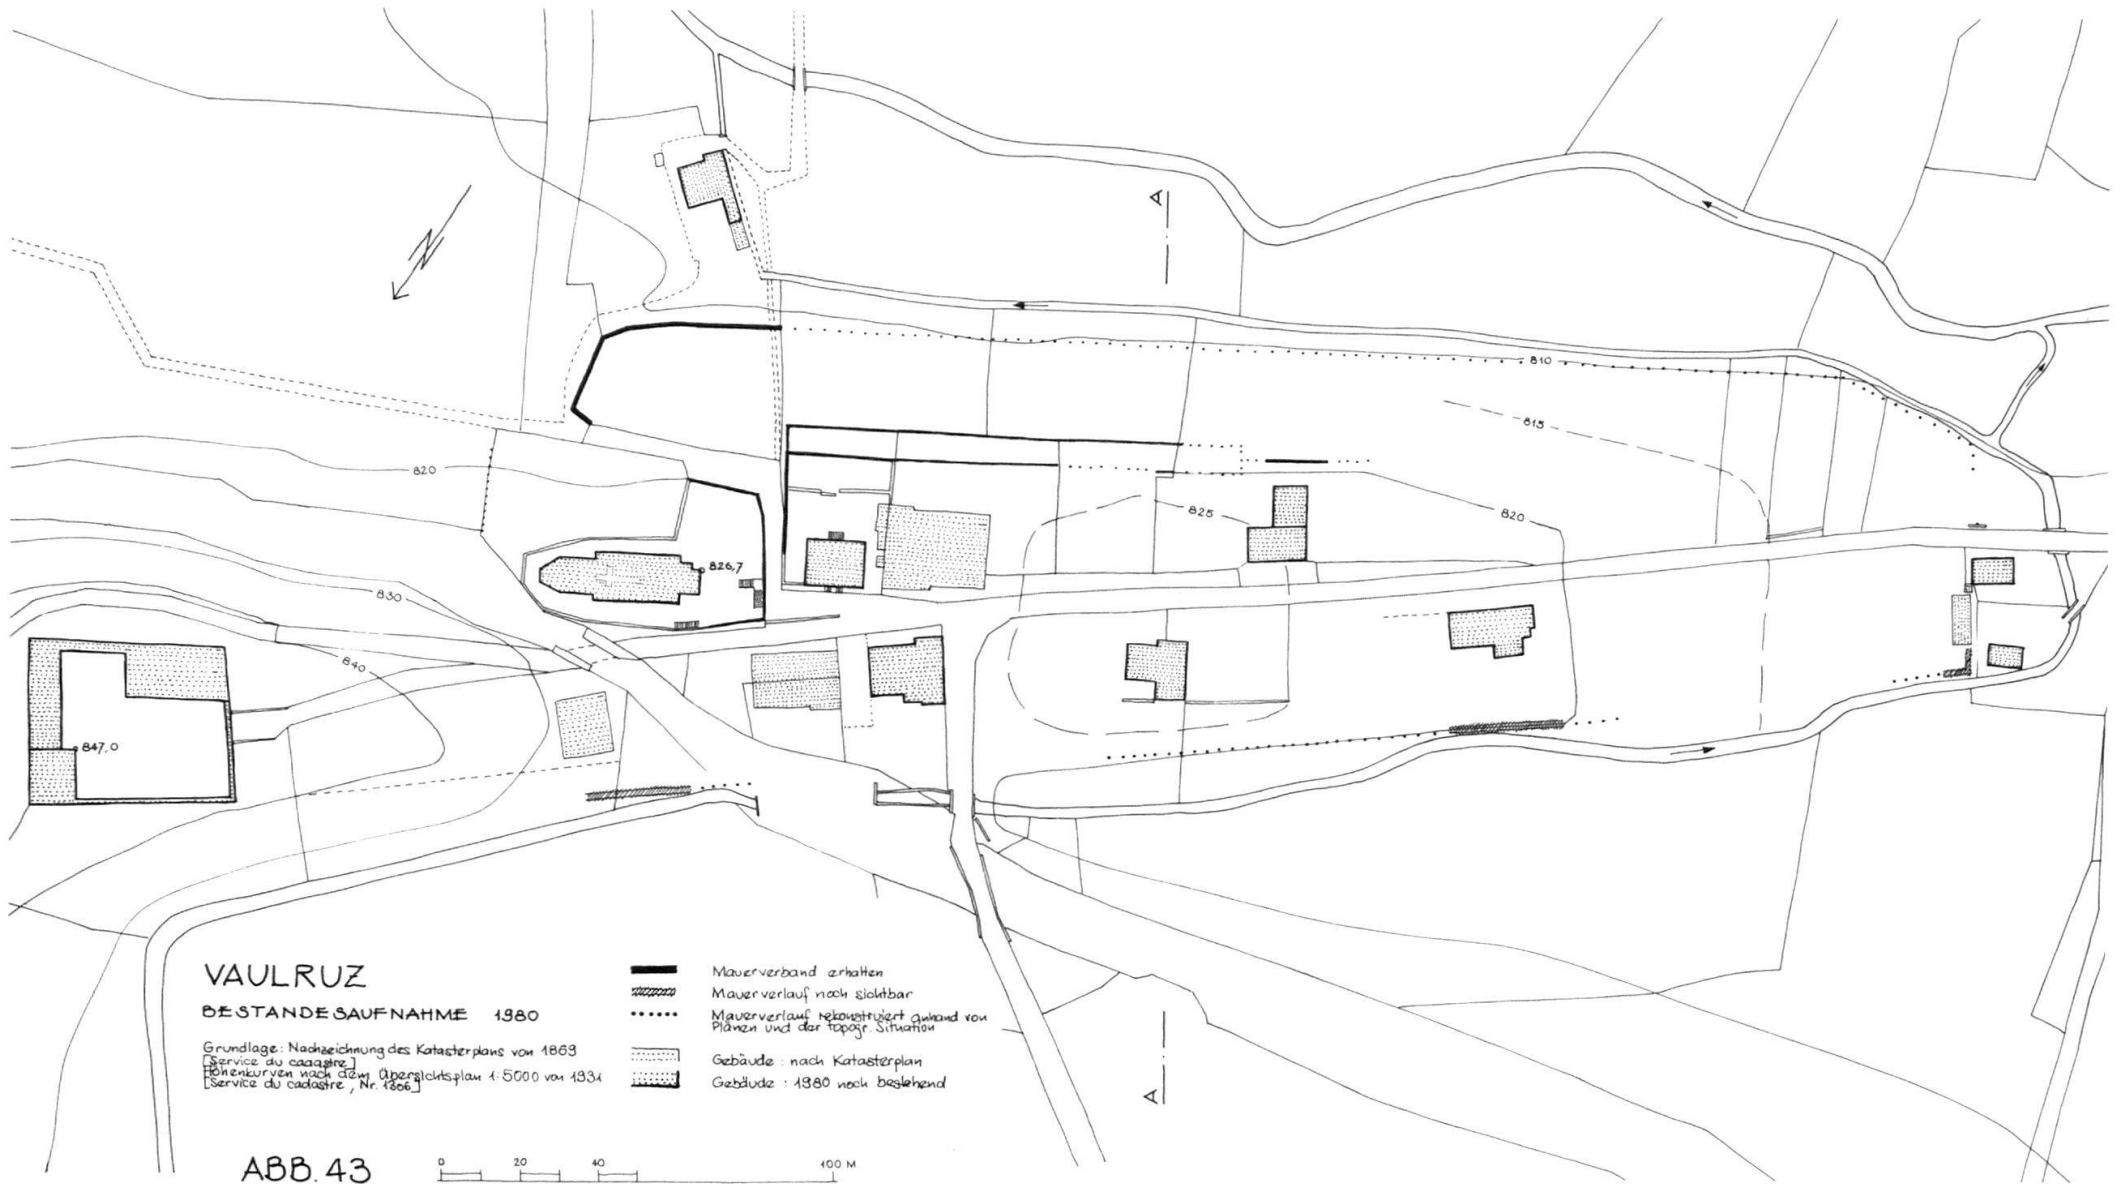 A
810
815
820
825
820
826,7
830
840
847,0
VAULRUZ
BESTANDESAUFNAHME 1980
Grundlage: Nachzeichnung des Katasterplans von 1869
[Service du cadastre]
Höhenkurven nach dem Übersichtsplan 1:5000 von 1931
[Service du cadastre, Nr. 1306]
Mauerverband erhalten
Mauerverlauf noch sichtbar
Mauerverlauf rekonstruiert anhand von
Plänen und der topogr. Situation
Gebäude : nach Katasterplan
Gebäude : 1980 noch bestehend
A
ABB. 43
0 20 40 100 M